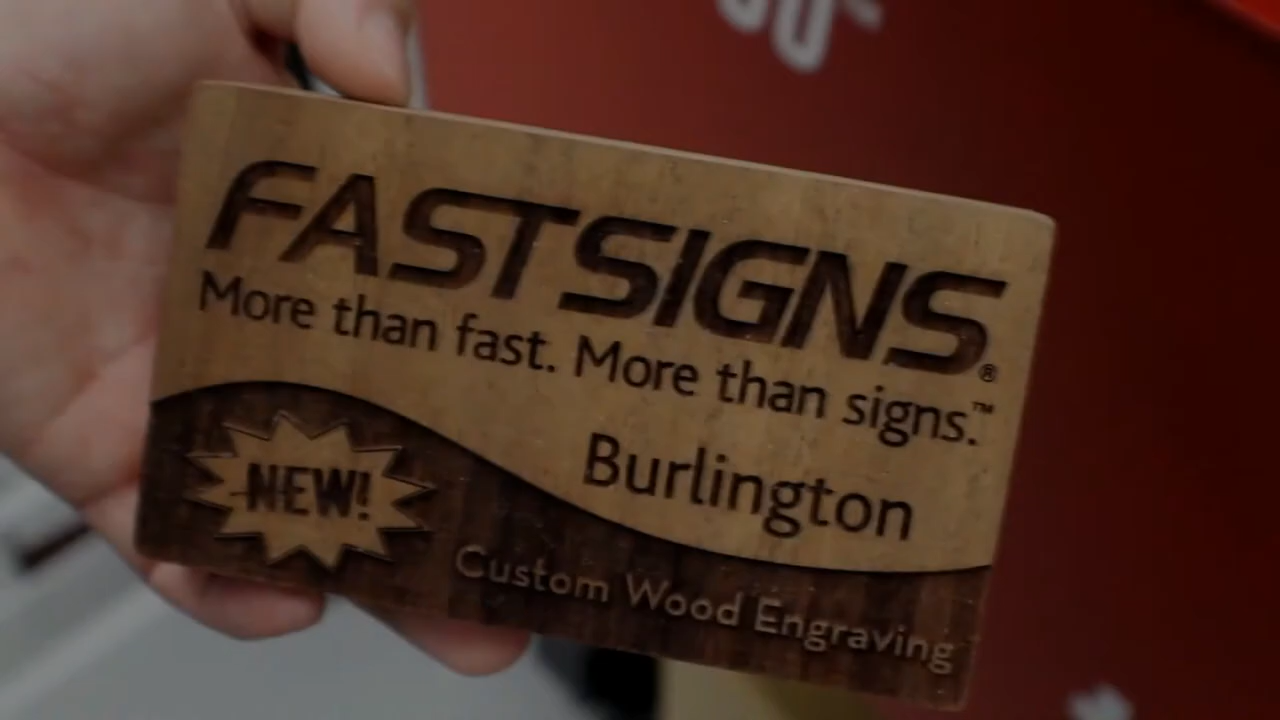 FASTSIGNS®
More than fast. More than signs.™
Burlington
NEW!
Custom Wood Engraving